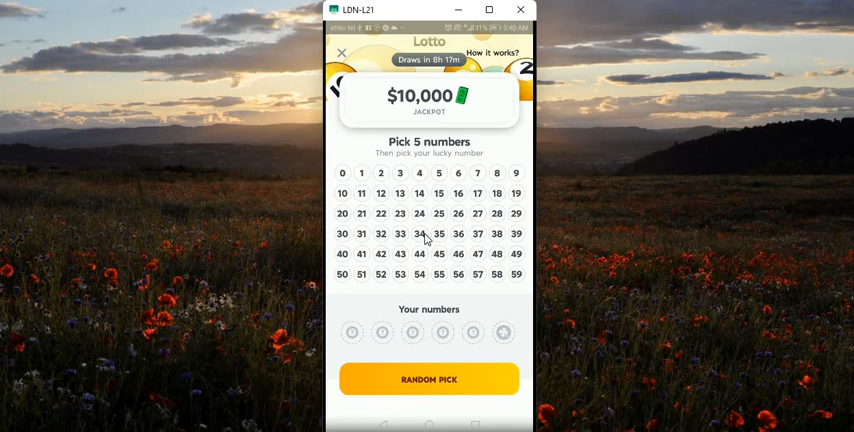 LDN-L21
31% 3:40 AM
Lotto
How it works?
Draws in 8h 17m
$10,000
JACKPOT
Pick 5 numbers
Then pick your lucky number
0 1 2 3 4 5 6 7 8 9
10 11 12 13 14 15 16 17 18 19
20 21 22 23 24 25 26 27 28 29
30 31 32 33 34 35 36 37 38 39
40 41 42 43 44 45 46 47 48 49
50 51 52 53 54 55 56 57 58 59
Your numbers
RANDOM PICK